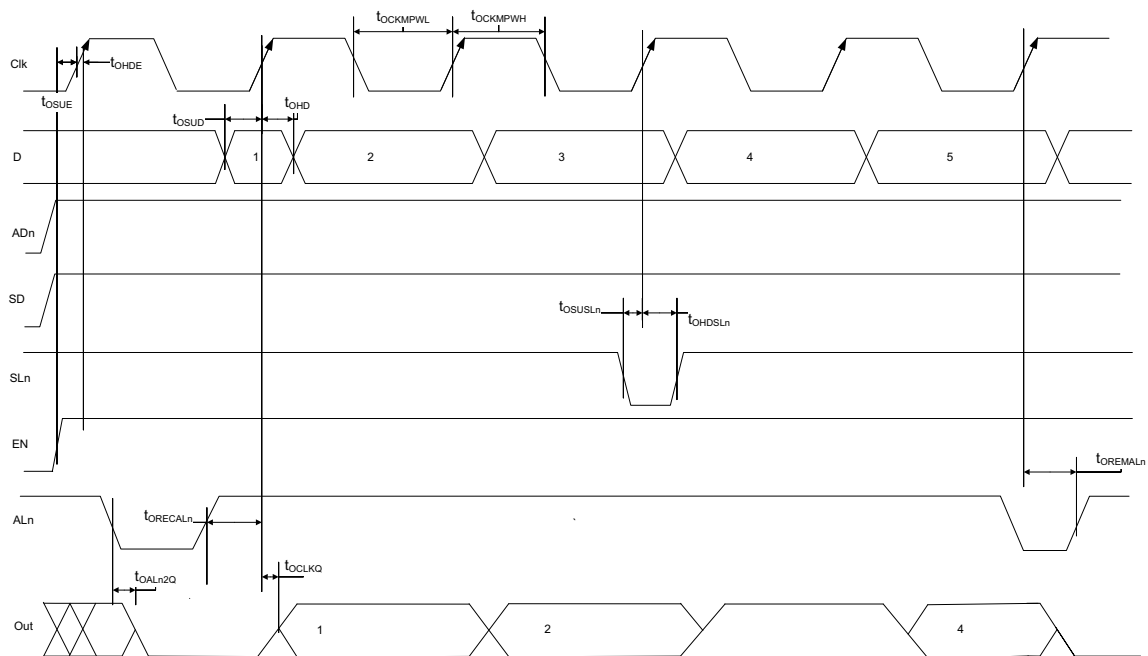 tOCKMPWL
tOCKMPWH
Clk
tOHDE
tOSUE
tOSUD
tOHD
D
1
2
3
4
5
ADn
SD
tOSUSLn
tOHDSLn
SLn
EN
tOREMALn
ALn
tORECALn
tOALn2Q
tOCLKQ
Out
1
2
4